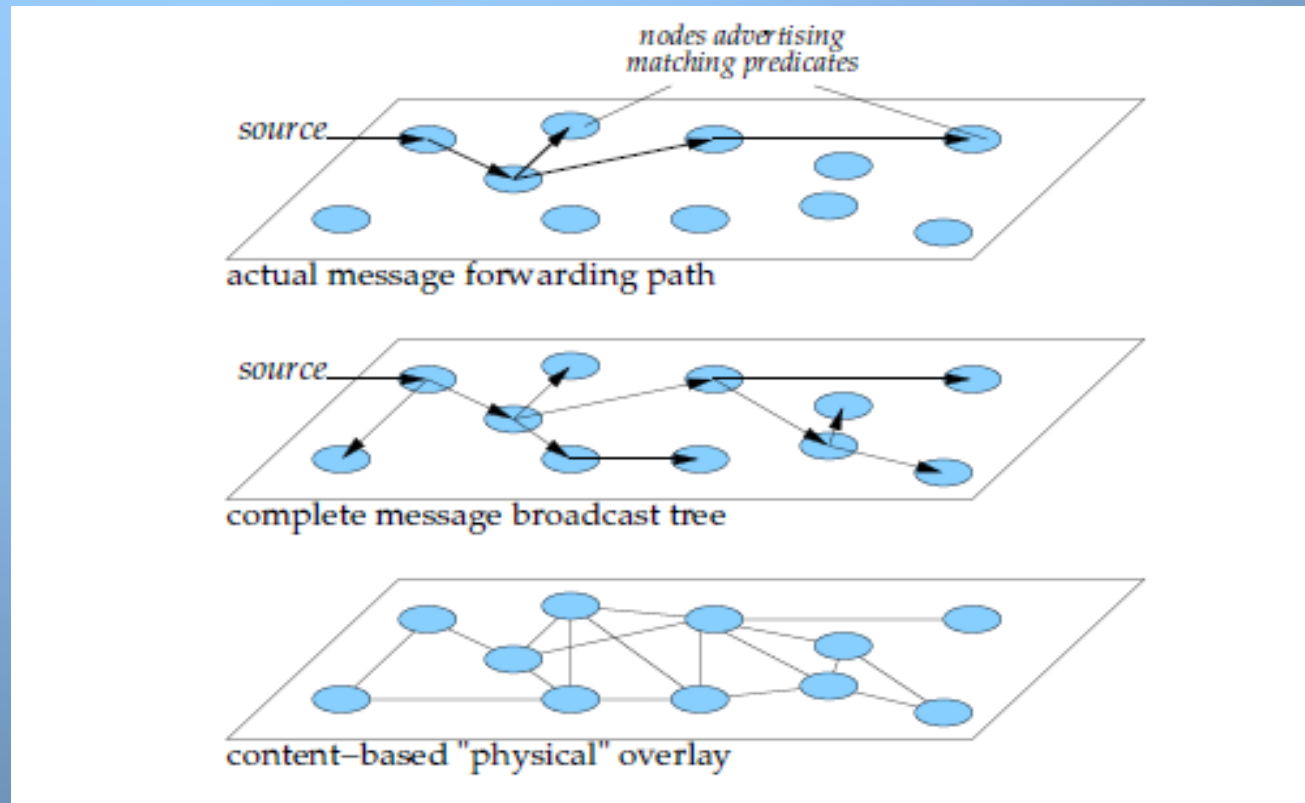 nodes advertising
matching predicates
source
actual message forwarding path
source
complete message broadcast tree
content−based "physical" overlay